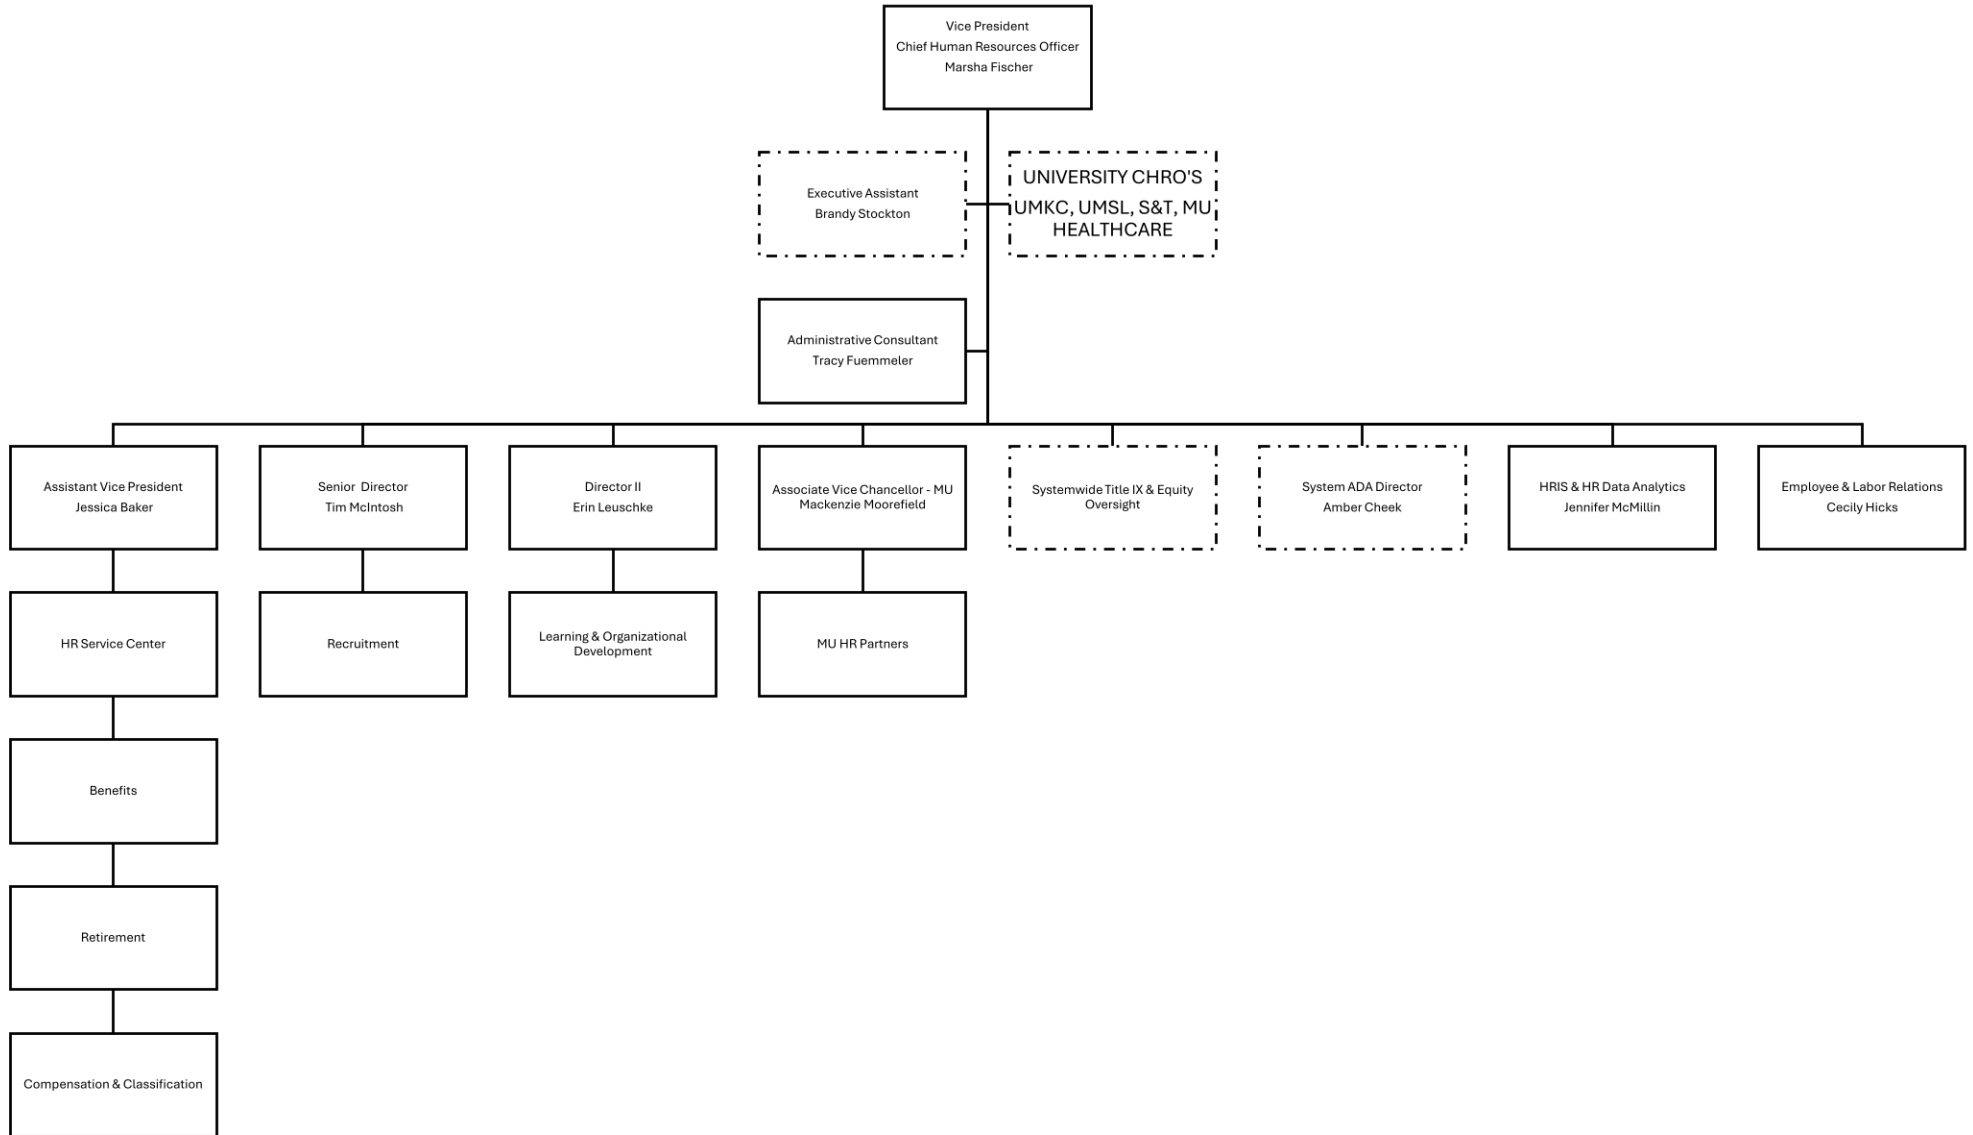 Vice President
Chief Human Resources Officer
Marsha Fischer
Executive Assistant
Brandy Stockton
UNIVERSITY CHRO'S
UMKC, UMSL, S&T, MU
HEALTHCARE
Administrative Consultant
Tracy Fuemmeler
Assistant Vice President
Jessica Baker
Senior Director
Tim McIntosh
Director II
Erin Leuschke
Associate Vice Chancellor - MU
Mackenzie Moorefield
Systemwide Title IX & Equity
Oversight
System ADA Director
Amber Cheek
HRIS & HR Data Analytics
Jennifer McMillin
Employee & Labor Relations
Cecily Hicks
HR Service Center
Recruitment
Learning & Organizational
Development
MU HR Partners
Benefits
Retirement
Compensation & Classification